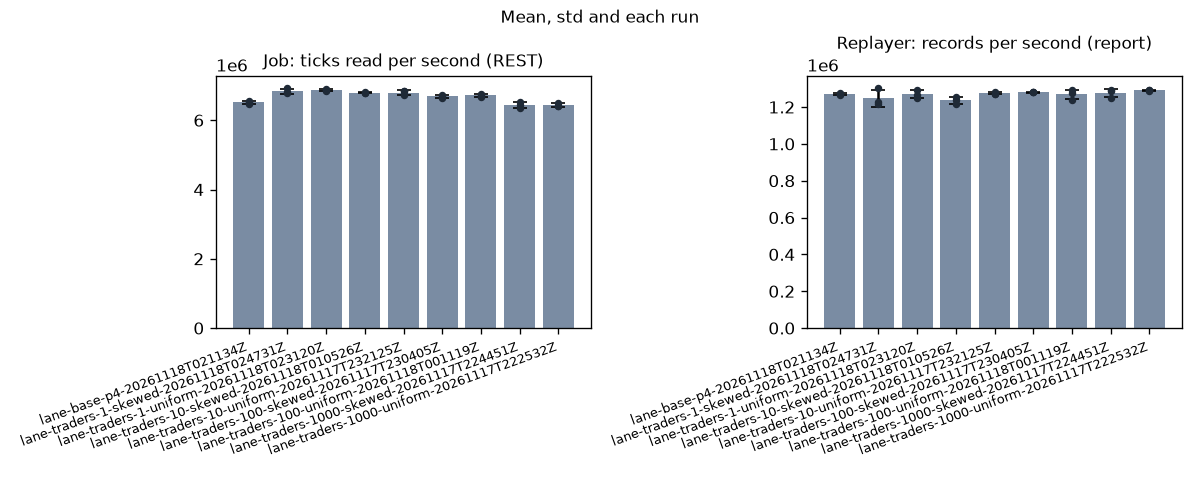 Mean, std and each run
Job: ticks read per second (REST)
1e6
6
4
2
0
lane-base-p4-20261118T021134Z
lane-traders-1-skewed-20261118T024731Z
lane-traders-1-uniform-20261118T023120Z
lane-traders-10-skewed-20261118T010526Z
lane-traders-10-uniform-20261117T232125Z
lane-traders-100-skewed-20261117T230405Z
lane-traders-100-uniform-20261118T001119Z
lane-traders-1000-skewed-20261117T224451Z
lane-traders-1000-uniform-20261117T222532Z
Replayer: records per second (report)
1e6
1.2
1.0
0.8
0.6
0.4
0.2
0.0
lane-base-p4-20261118T021134Z
lane-traders-1-skewed-20261118T024731Z
lane-traders-1-uniform-20261118T023120Z
lane-traders-10-skewed-20261118T010526Z
lane-traders-10-uniform-20261117T232125Z
lane-traders-100-skewed-20261117T230405Z
lane-traders-100-uniform-20261118T001119Z
lane-traders-1000-skewed-20261117T224451Z
lane-traders-1000-uniform-20261117T222532Z